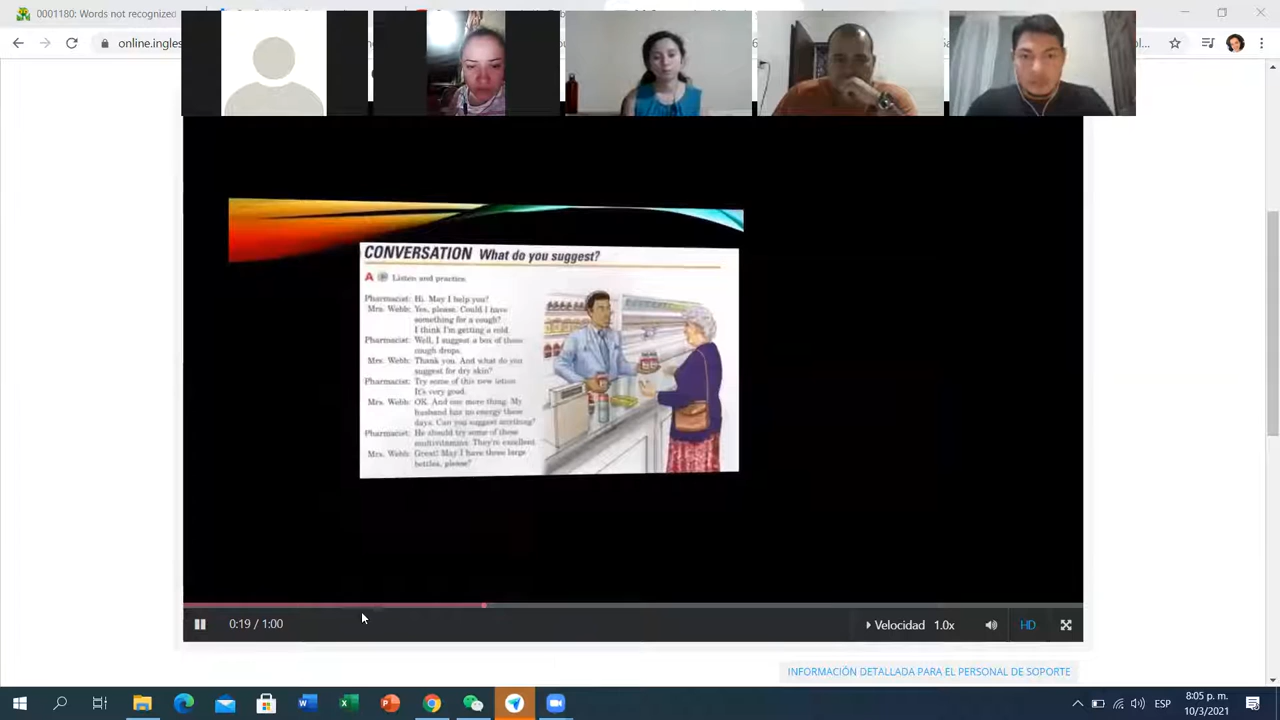 0001180: Words recognized
online.ingles
CONVERSATION What do you suggest?
A Listen and practice.
Pharmacist: Hi. May I help you?
Mrs. Webb: Yes, please. Could I have
something for a cough?
I think I'm getting a cold.
Pharmacist: Well, I suggest a box of these
cough drops.
Mrs. Webb: Thank you. And what do you
suggest for dry skin?
Pharmacist: Try some of this new lotion.
It's very good.
Mrs. Webb: OK. And one more thing. My
husband has no energy these
days. Can you suggest anything?
Pharmacist: He should try some of these
multivitamins. They're excellent.
Mrs. Webb: Great! May I have three large
bottles, please?
0:19 / 1:00
Velocidad 1.0x
HD
INFORMACIÓN DETALLADA PARA EL PERSONAL DE SOPORTE
ESP
8:05 p. m.
10/3/2021